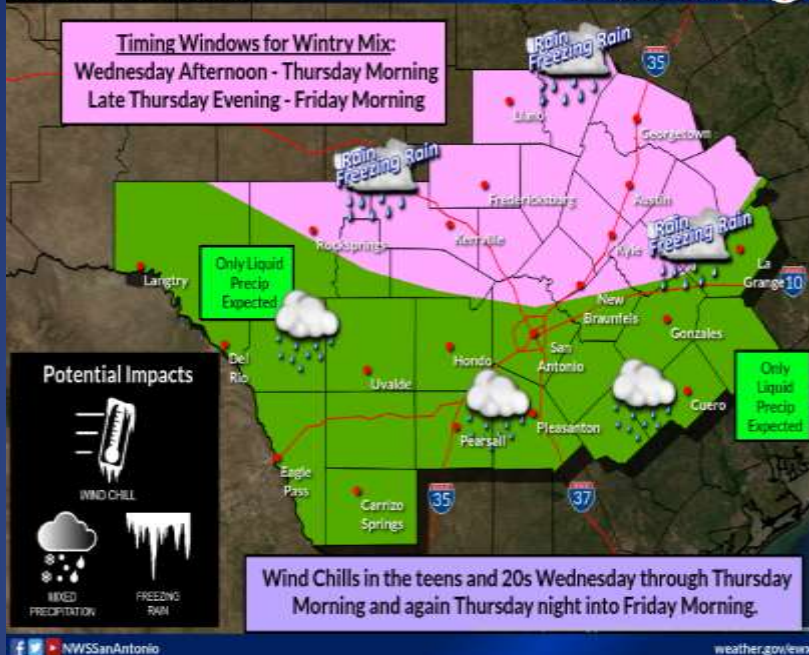 Timing Windows for Wintry Mix:
Wednesday Afternoon - Thursday Morning
Late Thursday Evening - Friday Morning
Rain
Freezing Rain
35
Llano
Georgetown
Rain
Freezing Rain
Fredericksburg
Austin
Rocksprings
Kerrville
Kyle
Rain
Freezing Rain
Only Liquid
Precip
Expected
Langtry
La
Grange
10
New
Braunfels
Gonzales
Del
Rio
Hondo
San
Antonio
Uvalde
Only
Liquid
Precip
Expected
Cuero
Pearsall
Pleasanton
Eagle
Pass
Carrizo
Springs
35
37
Potential Impacts
WIND CHILL
MIXED
PRECIPITATION
FREEZING
RAIN
Wind Chills in the teens and 20s Wednesday through Thursday
Morning and again Thursday night into Friday Morning.
NWSSanAntonio
weather.gov/ewx